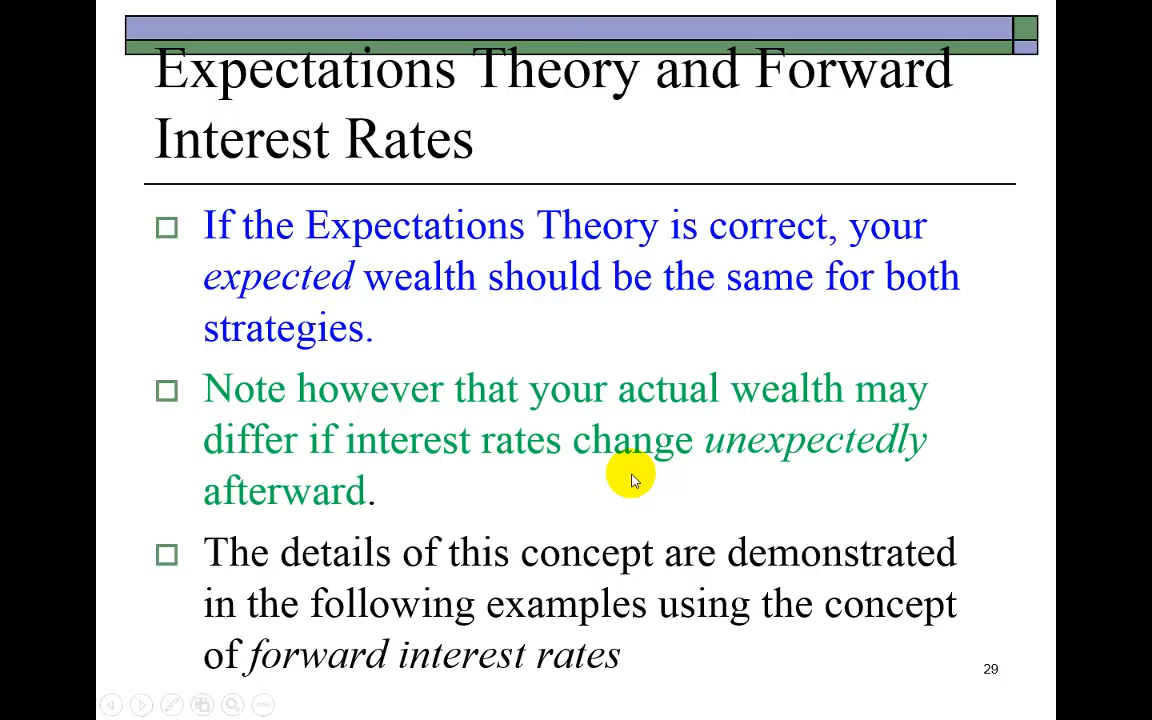 Expectations Theory and Forward
Interest Rates
If the Expectations Theory is correct, your
expected wealth should be the same for both
strategies.
Note however that your actual wealth may
differ if interest rates change unexpectedly
afterward.
The details of this concept are demonstrated
in the following examples using the concept
of forward interest rates
29